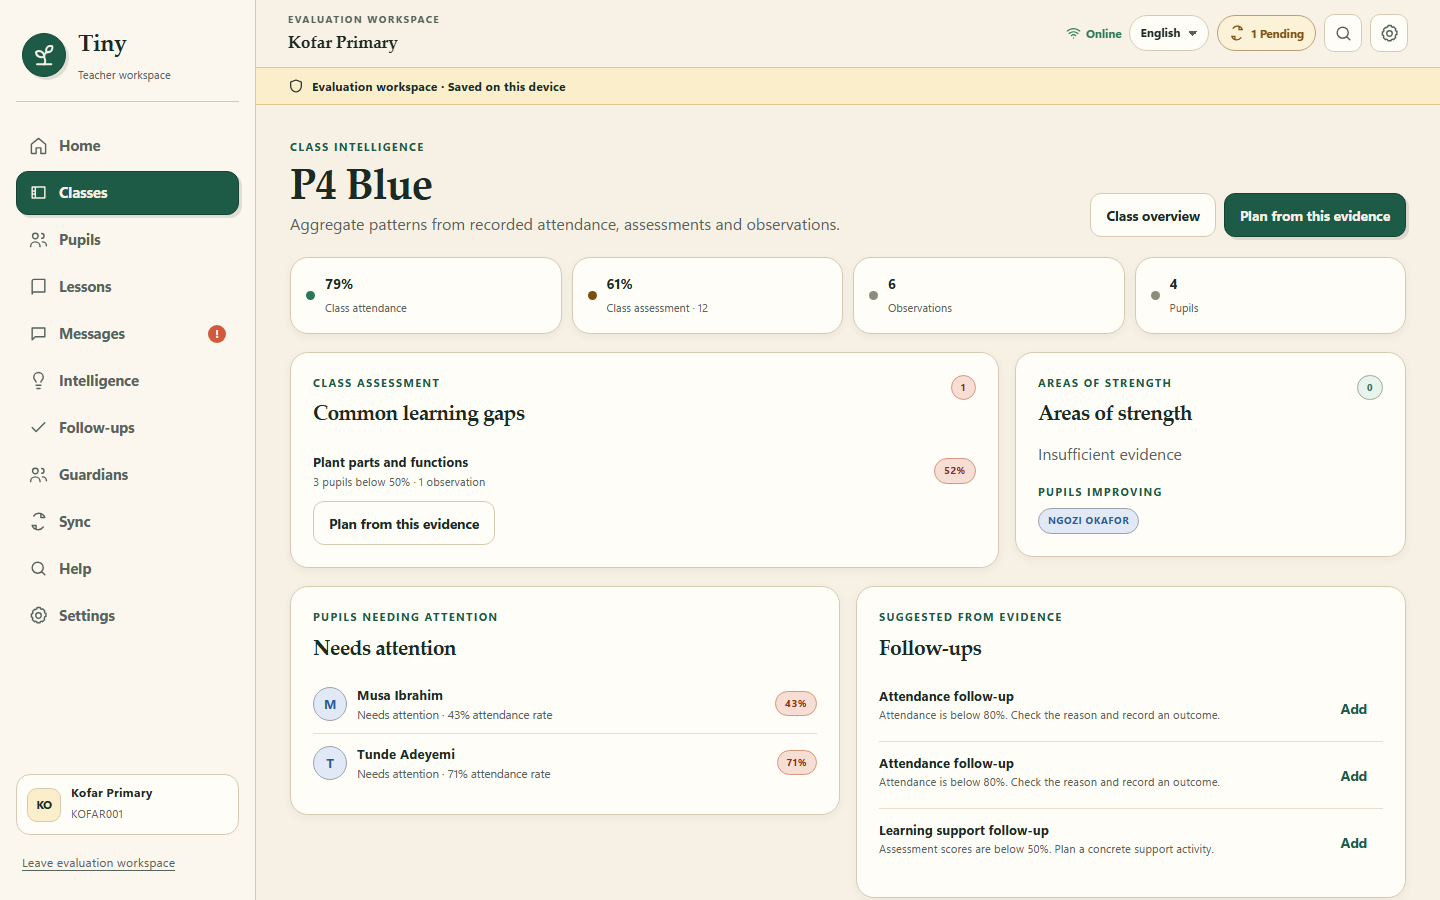 Tiny
Teacher workspace
Home
Classes
Pupils
Lessons
Messages
!
Intelligence
Follow-ups
Guardians
Sync
Help
Settings
KO
Kofar Primary
KOFAR001
Leave evaluation workspace
EVALUATION WORKSPACE
Kofar Primary
Online
English
1 Pending
Evaluation workspace · Saved on this device
CLASS INTELLIGENCE
P4 Blue
Aggregate patterns from recorded attendance, assessments and observations.
Class overview
Plan from this evidence
79%
Class attendance
61%
Class assessment · 12
6
Observations
4
Pupils
CLASS ASSESSMENT
1
Common learning gaps
Plant parts and functions
3 pupils below 50% · 1 observation
52%
Plan from this evidence
AREAS OF STRENGTH
0
Areas of strength
Insufficient evidence
PUPILS IMPROVING
NGOZI OKAFOR
PUPILS NEEDING ATTENTION
Needs attention
M
Musa Ibrahim
Needs attention · 43% attendance rate
43%
T
Tunde Adeyemi
Needs attention · 71% attendance rate
71%
SUGGESTED FROM EVIDENCE
Follow-ups
Attendance follow-up
Attendance is below 80%. Check the reason and record an outcome.
Add
Attendance follow-up
Attendance is below 80%. Check the reason and record an outcome.
Add
Learning support follow-up
Assessment scores are below 50%. Plan a concrete support activity.
Add